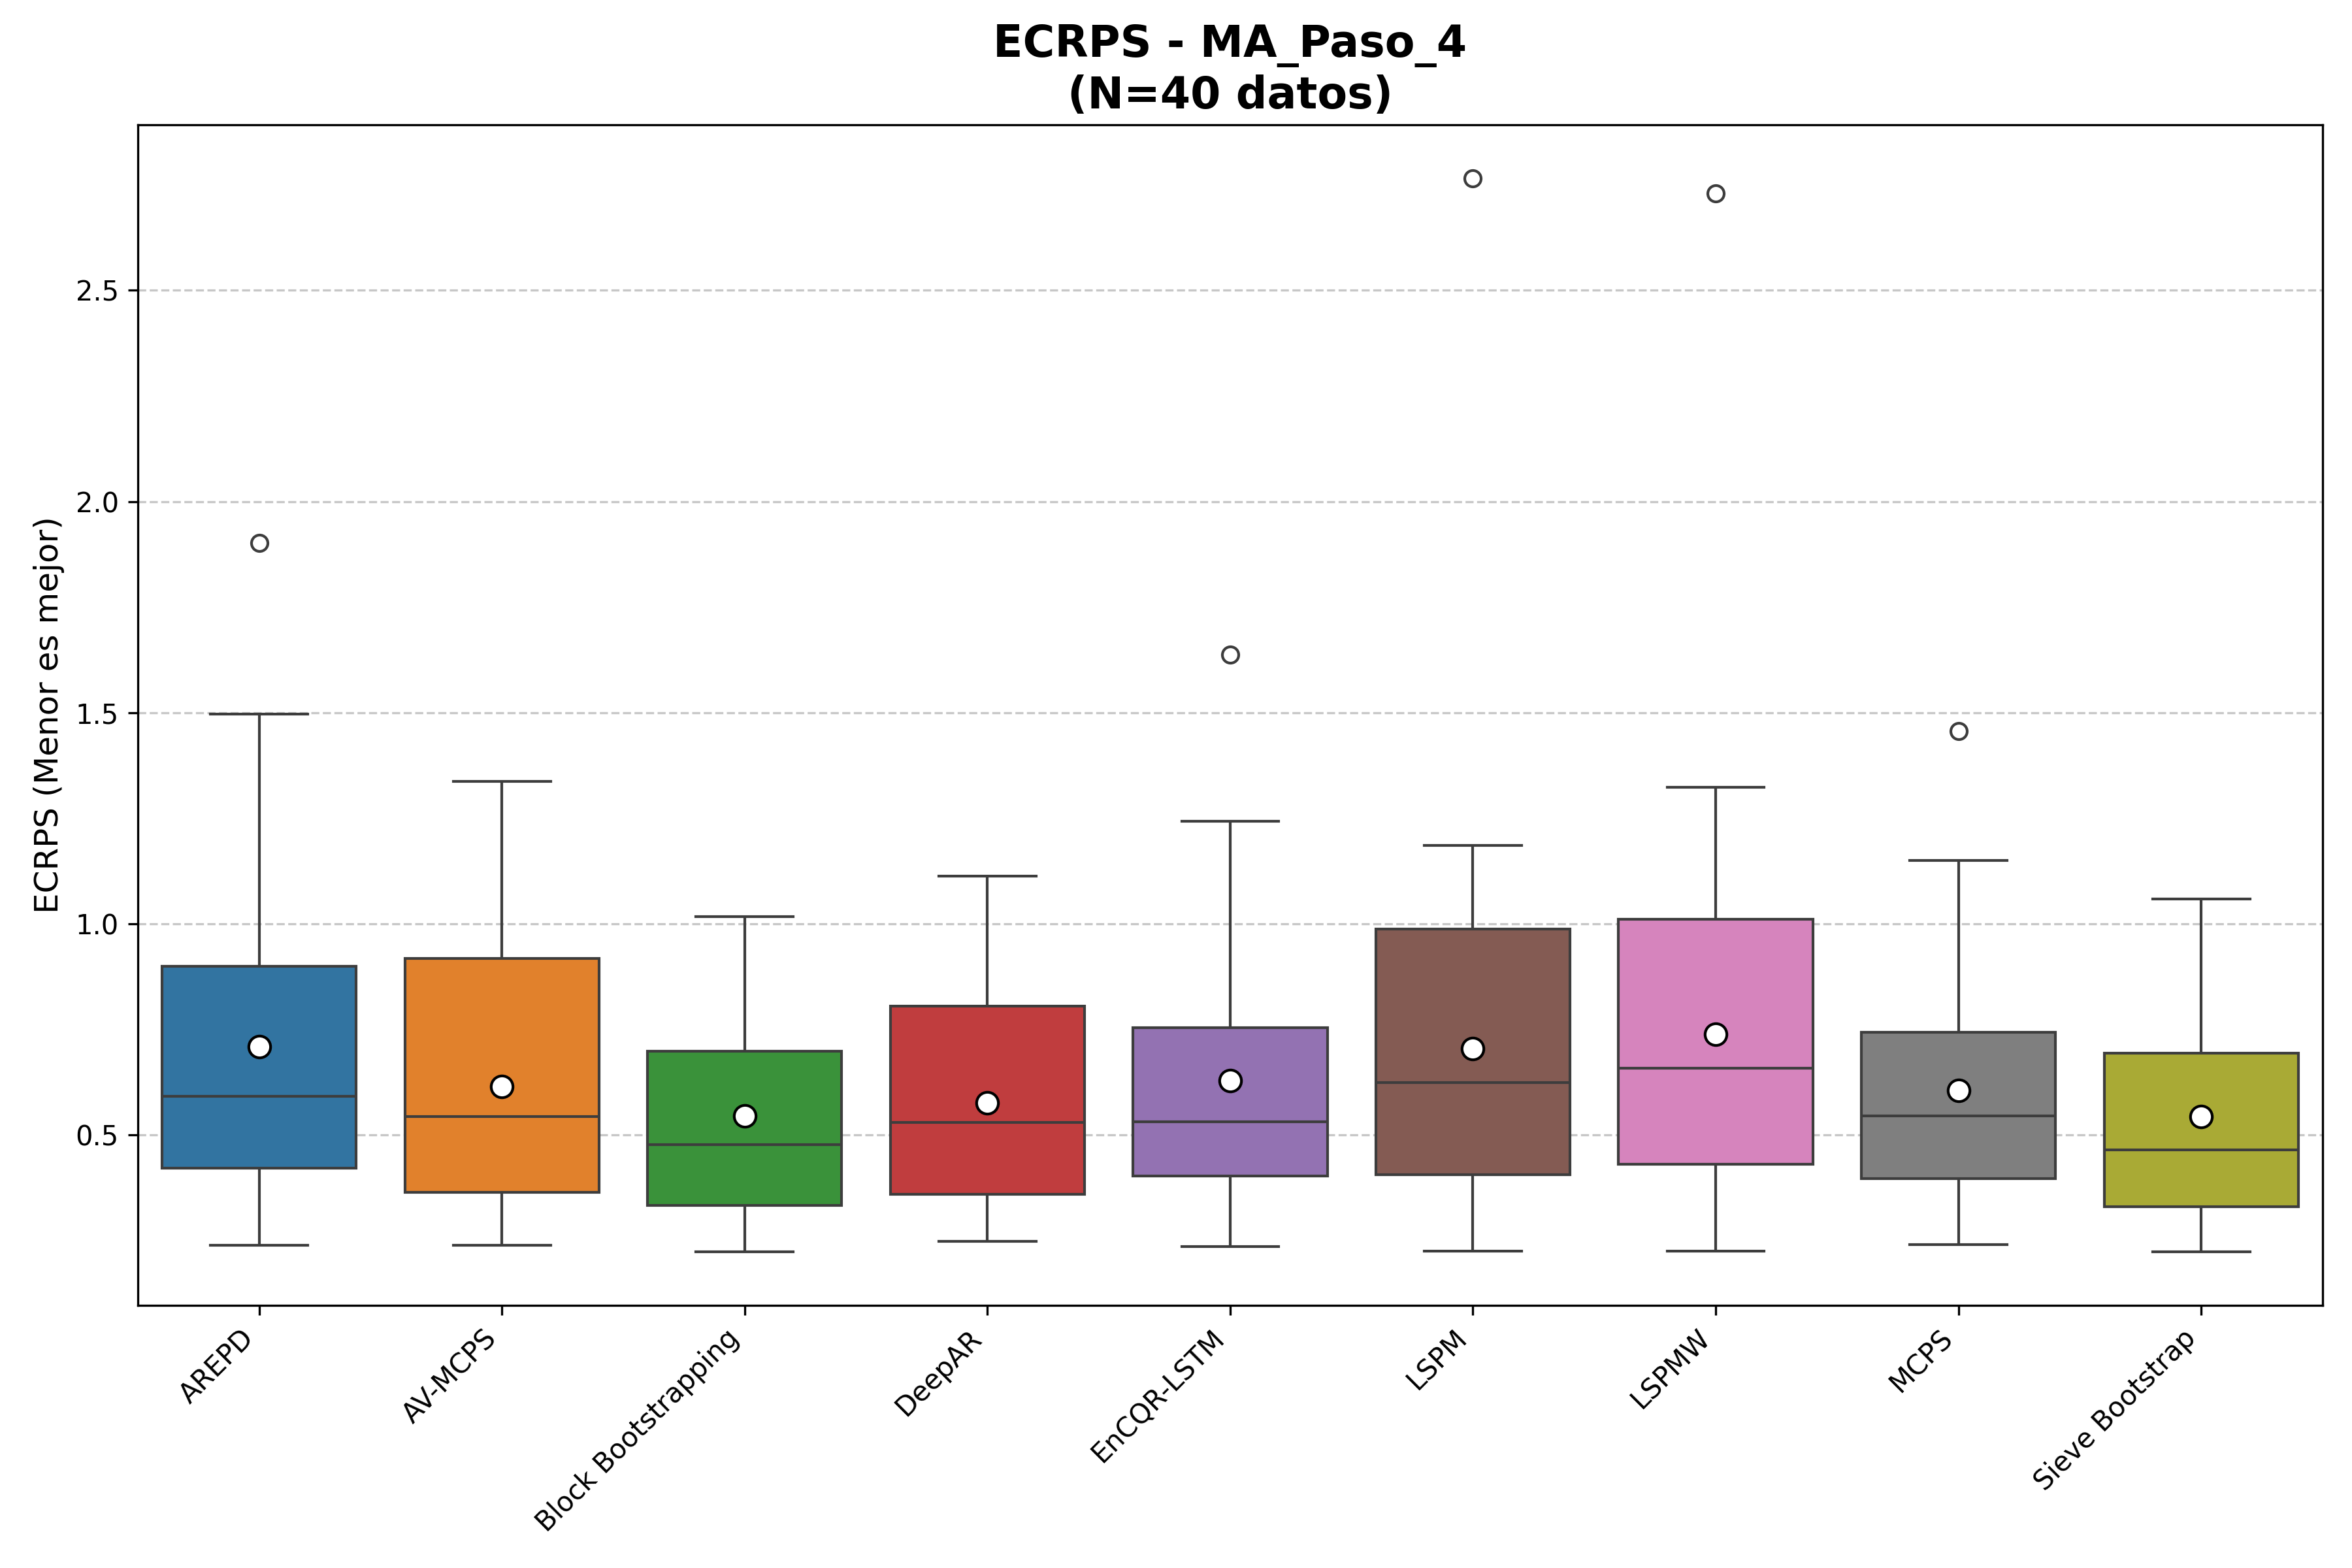 ECRPS - MA_Paso_4
(N=40 datos)
ECRPS (Menor es mejor)
2.5
2.0
1.5
1.0
0.5
AREPD
AV-MCPS
Block Bootstrapping
DeepAR
EnCQR-LSTM
LSPM
LSPMW
MCPS
Sieve Bootstrap